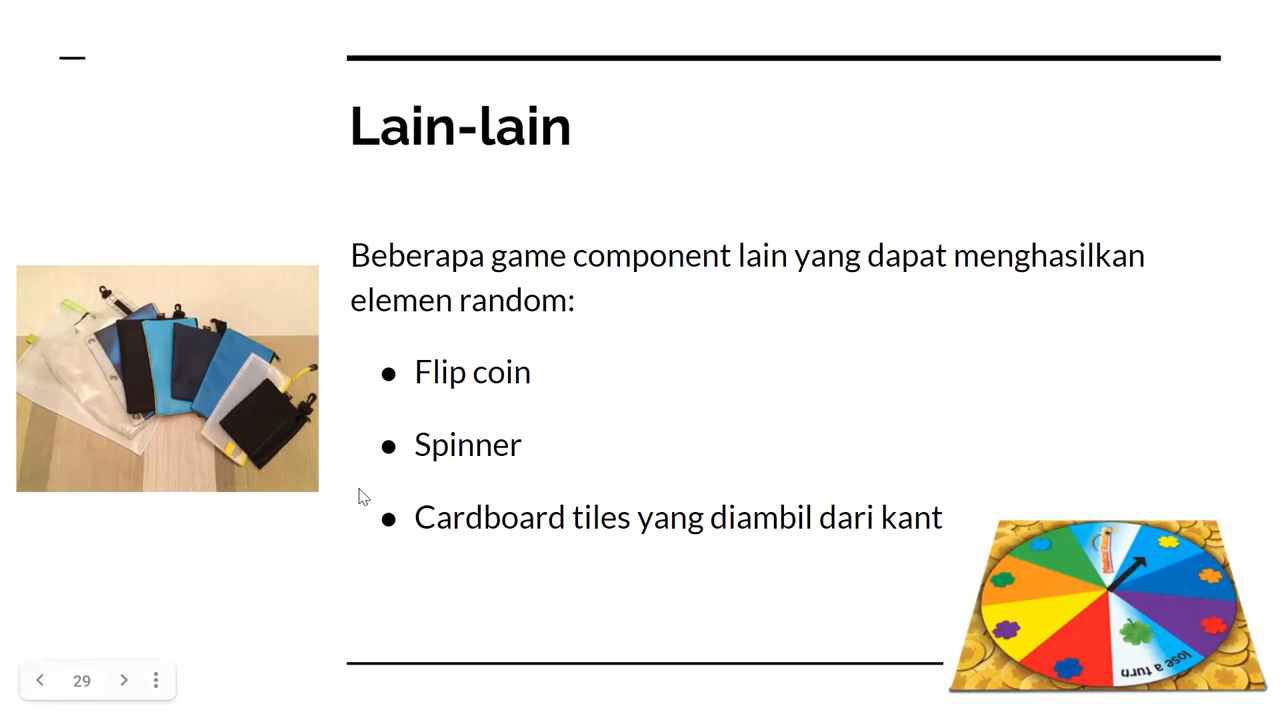 Lain-lain
Beberapa game component lain yang dapat menghasilkan
elemen random:
● Flip coin
● Spinner
● Cardboard tiles yang diambil dari kant
lose a turn
29